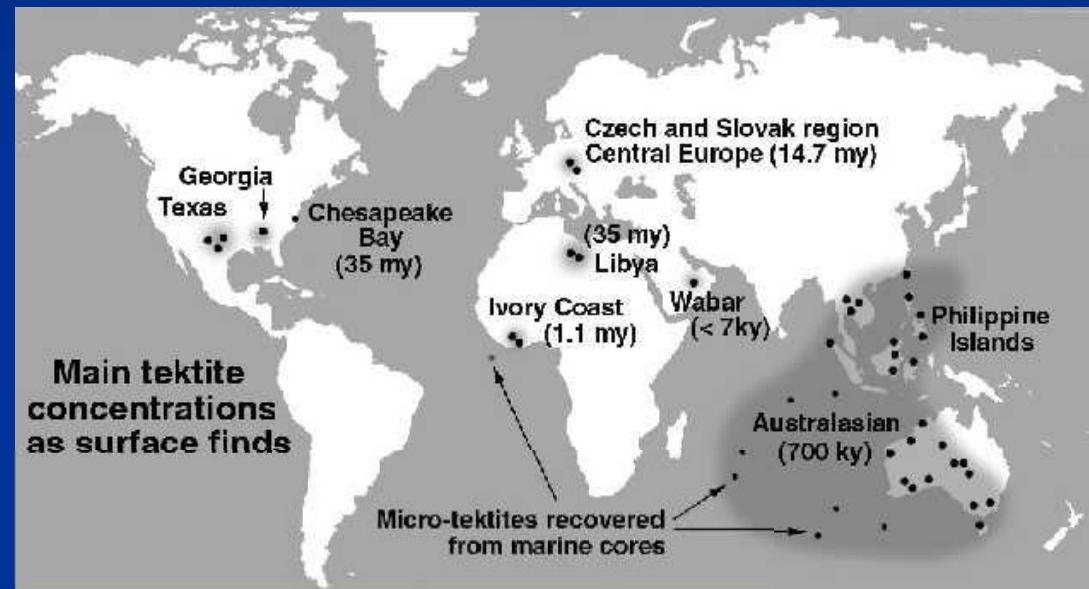 Czech and Slovak region
Central Europe (14.7 my)
Georgia
Texas
Chesapeake
Bay
(35 my)
(35 my)
Libya
Ivory Coast
(1.1 my)
Wabar
(< 7ky)
Philippine
Islands
Main tektite
concentrations
as surface finds
Australasian
(700 ky)
Micro-tektites recovered
from marine cores